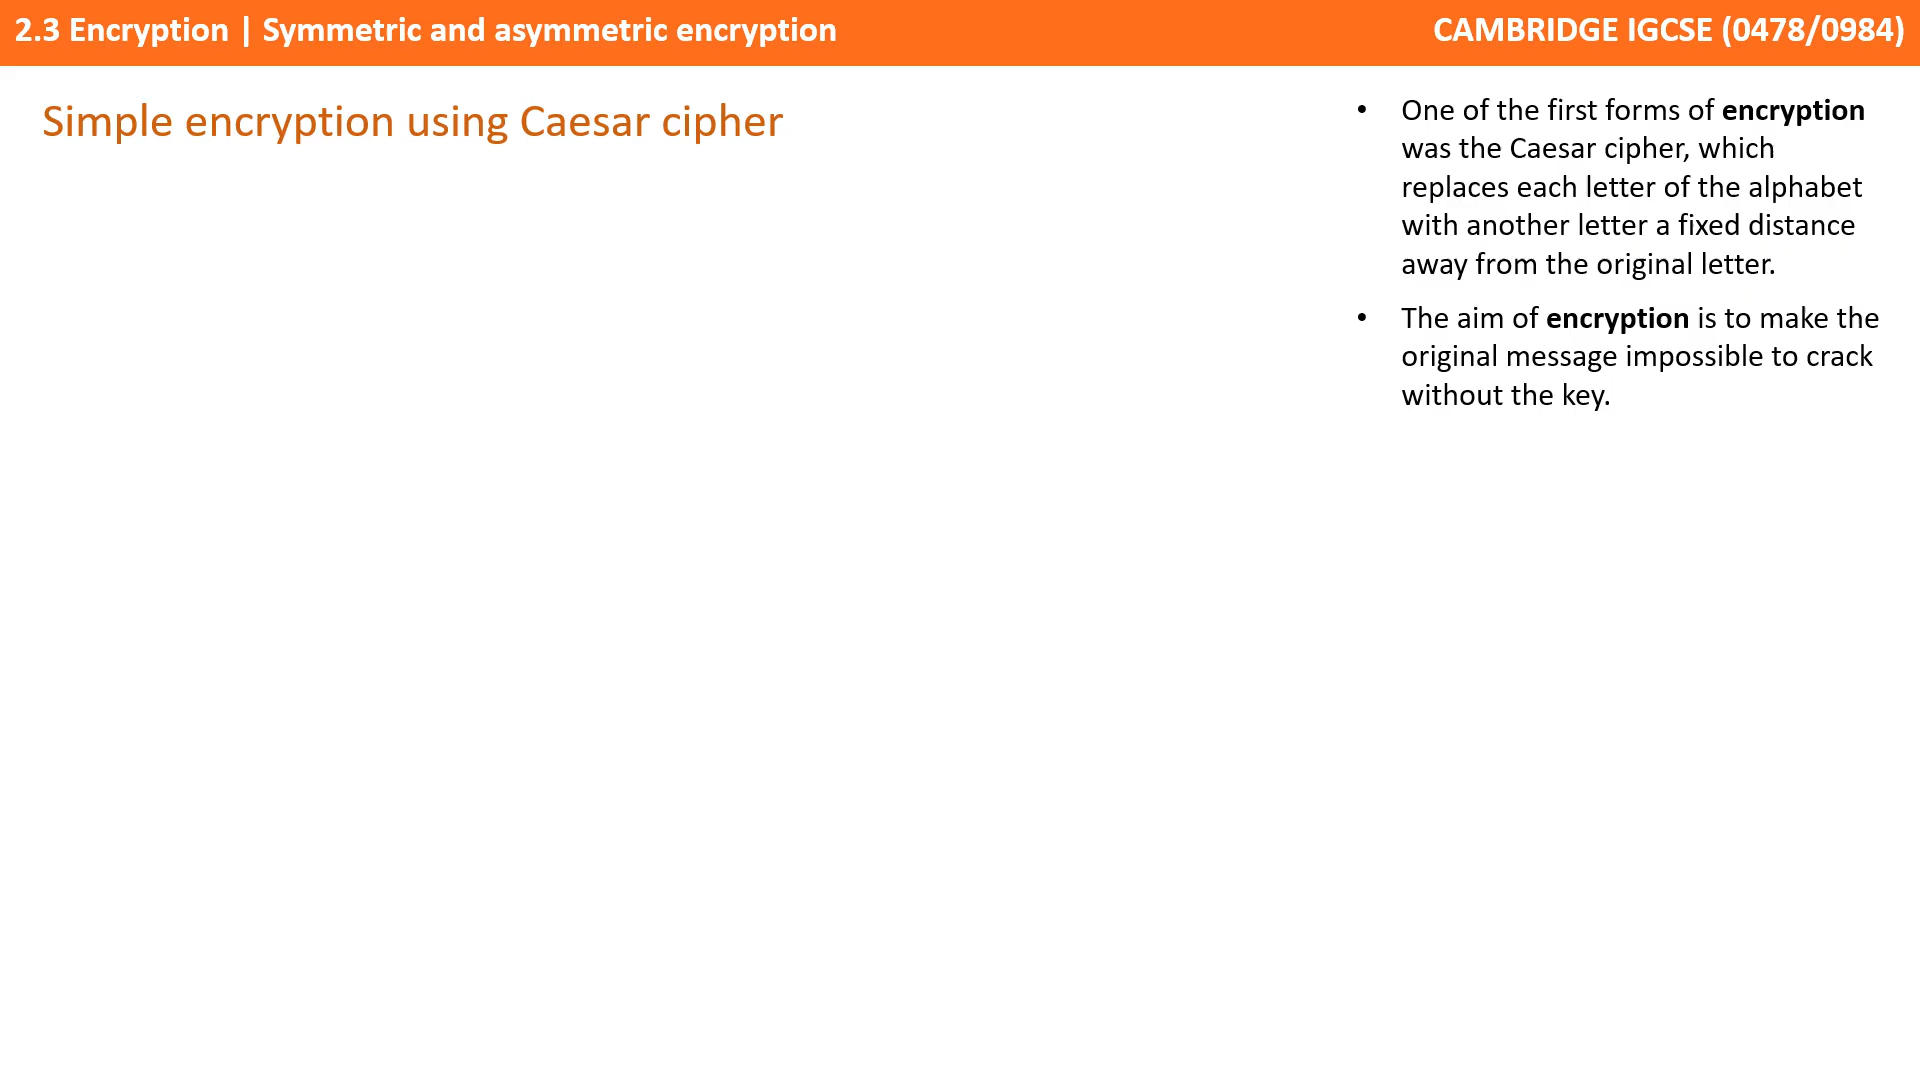 2.3 Encryption | Symmetric and asymmetric encryption
CAMBRIDGE IGCSE (0478/0984)
Simple encryption using Caesar cipher
• One of the first forms of encryption
was the Caesar cipher, which
replaces each letter of the alphabet
with another letter a fixed distance
away from the original letter.
• The aim of encryption is to make the
original message impossible to crack
without the key.